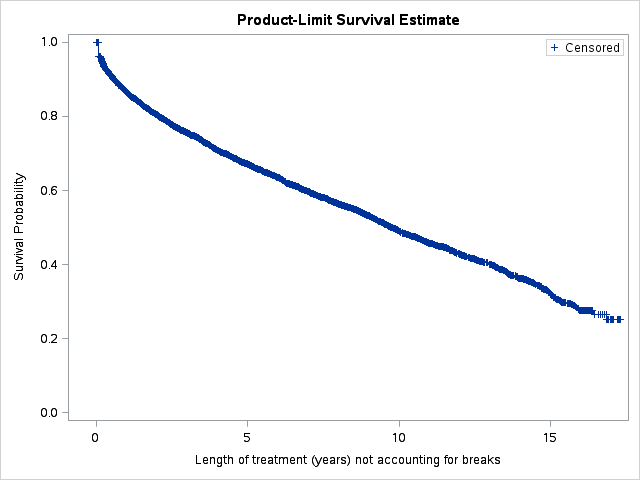 Product-Limit Survival Estimate
+ Censored
1.0
0.8
0.6
0.4
0.2
0.0
Survival Probability
0 5 10 15
Length of treatment (years) not accounting for breaks